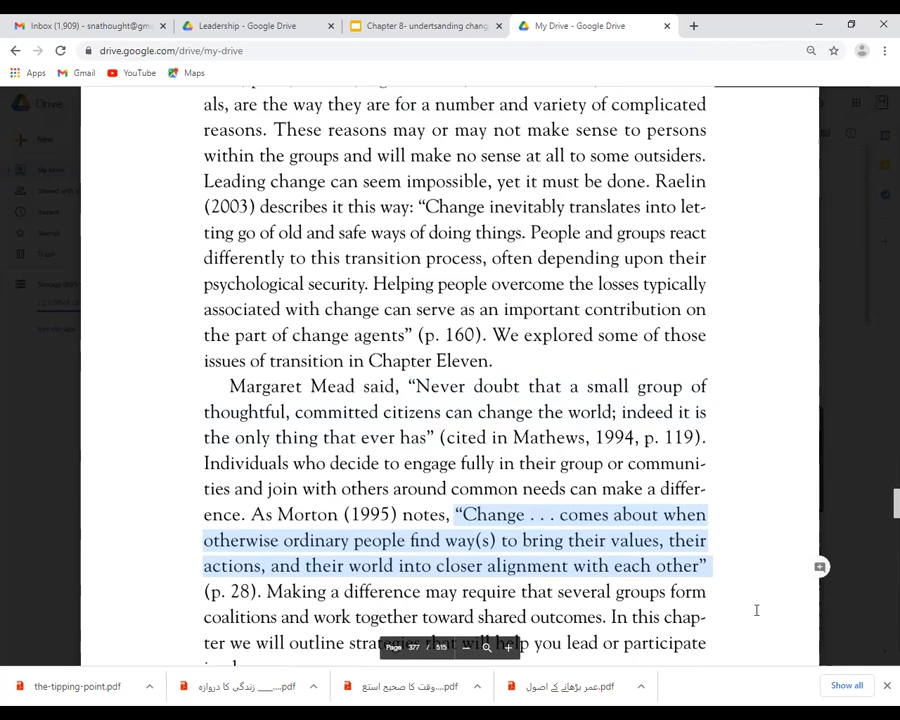 Inbox (1,909) - snathought@gm
Leadership - Google Drive
Chapter 8- undertsanding chang
My Drive - Google Drive
drive.google.com/drive/my-drive
Apps
Gmail
YouTube
Maps
Drive
New
als, are the way they are for a number and variety of complicated
reasons. These reasons may or may not make sense to persons
within the groups and will make no sense at all to some outsiders.
Leading change can seem impossible, yet it must be done. Raelin
(2003) describes it this way: “Change inevitably translates into let-
ting go of old and safe ways of doing things. People and groups react
differently to this transition process, often depending upon their
psychological security. Helping people overcome the losses typically
associated with change can serve as an important contribution on
the part of change agents” (p. 160). We explored some of those
issues of transition in Chapter Eleven.
Margaret Mead said, “Never doubt that a small group of
thoughtful, committed citizens can change the world; indeed it is
the only thing that ever has” (cited in Mathews, 1994, p. 119).
Individuals who decide to engage fully in their group or communi-
ties and join with others around common needs can make a differ-
ence. As Morton (1995) notes, “Change . . . comes about when
otherwise ordinary people find way(s) to bring their values, their
actions, and their world into closer alignment with each other”
(p. 28). Making a difference may require that several groups form
coalitions and work together toward shared outcomes. In this chap-
ter we will outline strategies that will help you lead or participate
Page 377 / 515
the-tipping-point.pdf
زندگی کا دروازہ___....pdf
وقت کا صحیح استع....pdf
عمر بڑھانے کے اصول.pdf
Show all